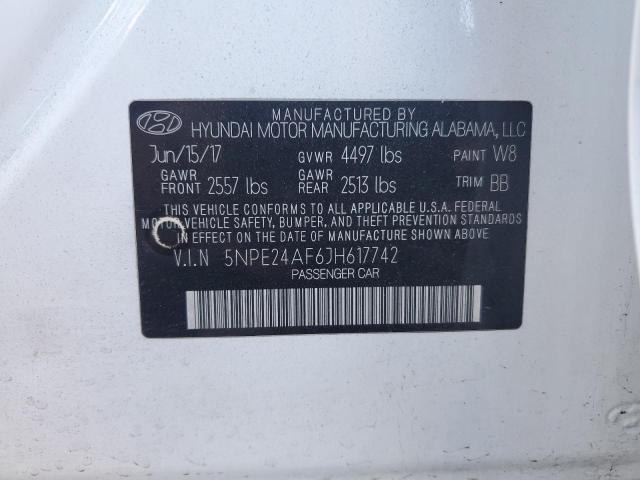 MANUFACTURED BY
HYUNDAI MOTOR MANUFACTURING ALABAMA, LLC
Jun/15/17 GVWR 4497 lbs PAINT W8
GAWR FRONT 2557 lbs GAWR REAR 2513 lbs TRIM BB
THIS VEHICLE CONFORMS TO ALL APPLICABLE U.S.A. FEDERAL
MOTOR VEHICLE SAFETY, BUMPER, AND THEFT PREVENTION STANDARDS
IN EFFECT ON THE DATE OF MANUFACTURE SHOWN ABOVE.
V.I.N 5NPE24AF6JH617742
PASSENGER CAR